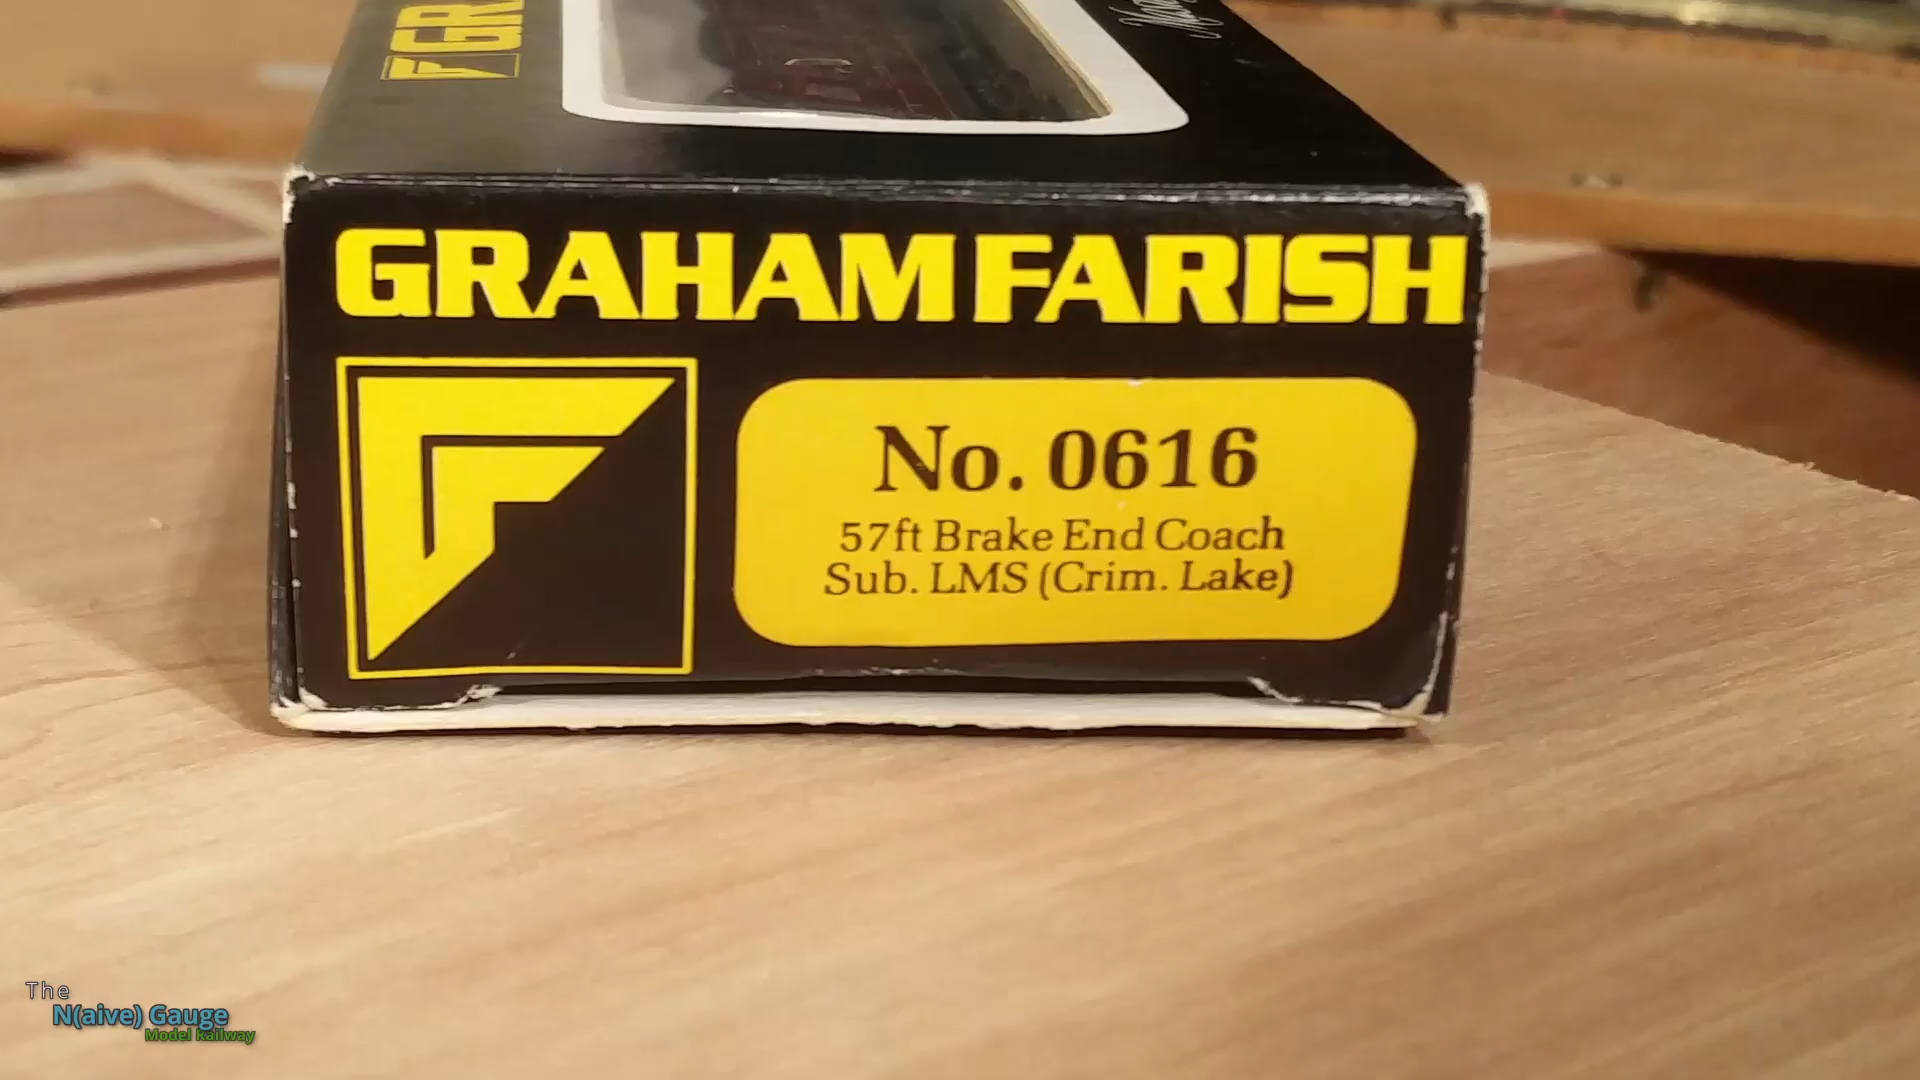 GRAHAM FARISH
No. 0616
57ft Brake End Coach
Sub. LMS (Crim. Lake)
The
N(aive) Gauge
Model Railway